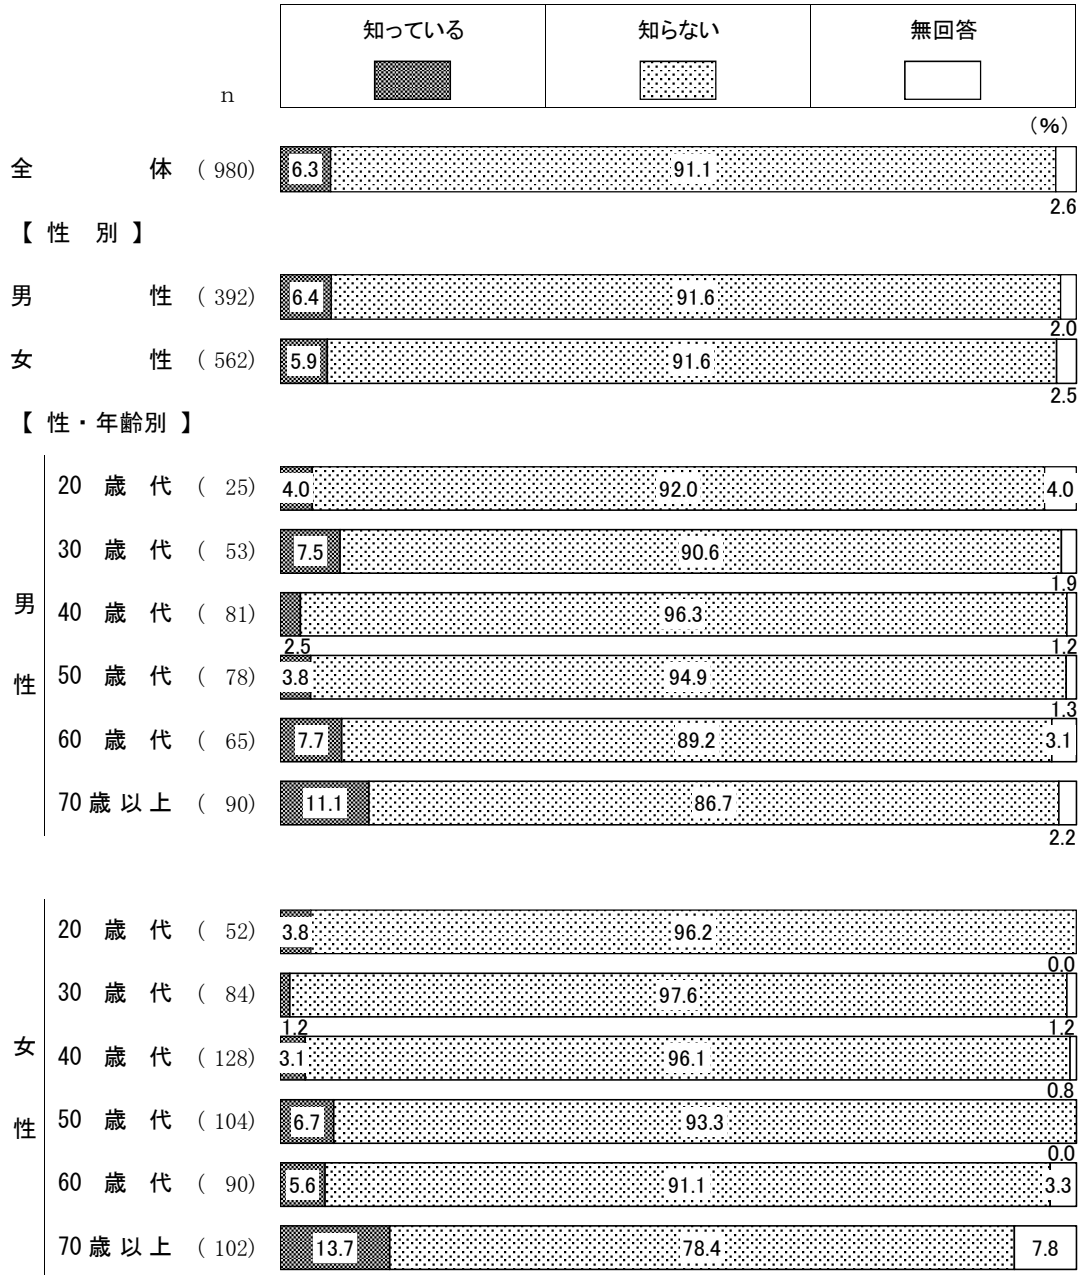 知っている 知らない 無回答
n
（%）
全体 ( 980) 6.3 91.1
2.6
【 性 別 】
男性 ( 392) 6.4 91.6
2.0
女性 ( 562) 5.9 91.6
2.5
【 性・年齢別 】
男性
20 歳 代 ( 25) 4.0 92.0 4.0
30 歳 代 ( 53) 7.5 90.6
1.9
40 歳 代 ( 81) 96.3
2.5 1.2
50 歳 代 ( 78) 3.8 94.9
1.3
60 歳 代 ( 65) 7.7 89.2 3.1
70 歳 以 上 ( 90) 11.1 86.7
2.2
女性
20 歳 代 ( 52) 3.8 96.2
0.0
30 歳 代 ( 84) 97.6
1.2 1.2
40 歳 代 ( 128) 3.1 96.1
0.8
50 歳 代 ( 104) 6.7 93.3
0.0
60 歳 代 ( 90) 5.6 91.1 3.3
70 歳 以 上 ( 102) 13.7 78.4 7.8